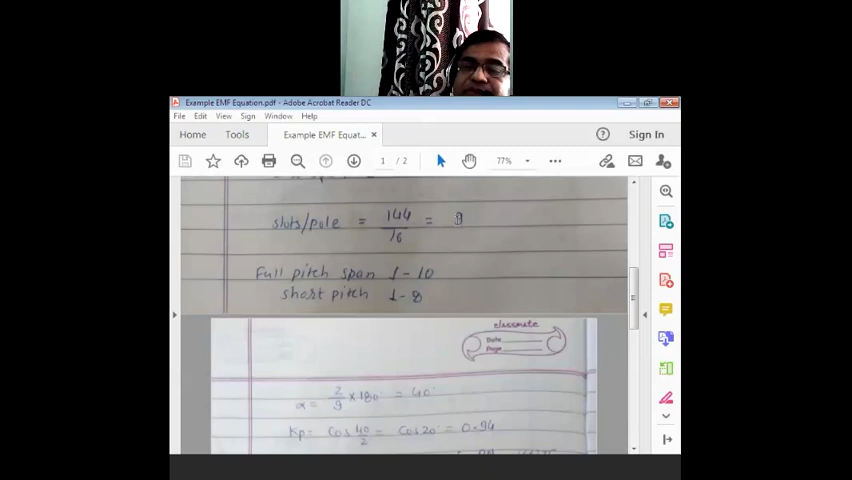 Example EMF Equation.pdf - Adobe Acrobat Reader DC
File Edit View Sign Window Help
Home Tools Example EMF Equat... × Sign In
1 / 2 77%
slots/pole = 144/16 = 9
Full pitch span 1 - 10
short pitch 1 - 8
classmate
Date
Page
α = 2/9 × 180° = 40°
Kp = Cos 40/2 = Cos 20° = 0.94